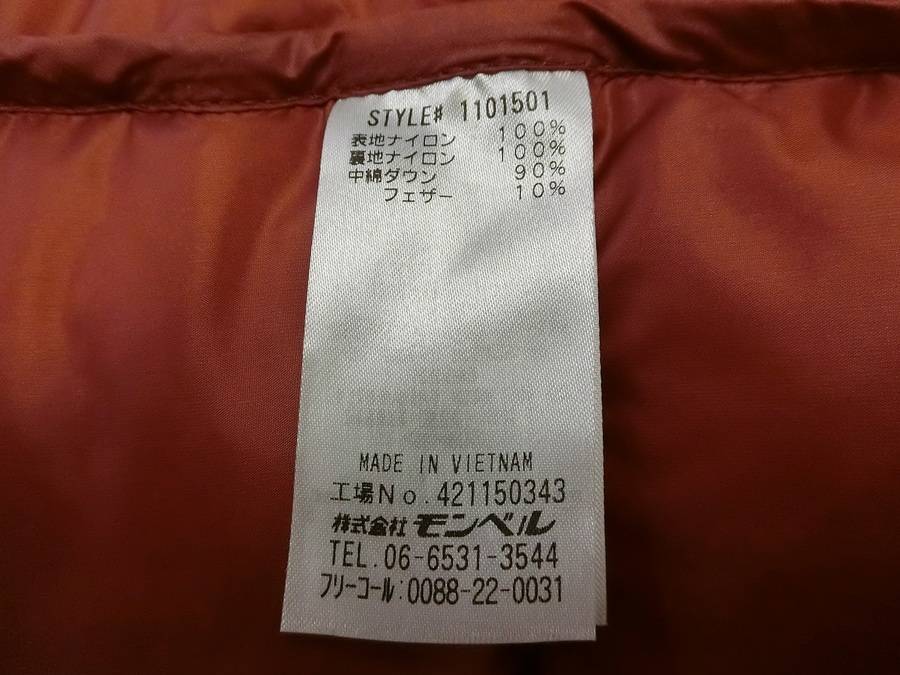 STYLE# 1101501
表地ナイロン 100%
裏地ナイロン 100%
中綿ダウン 90%
フェザー 10%
MADE IN VIETNAM
工場No.421150343
株式会社モンベル
TEL.06-6531-3544
フリーコール:0088-22-0031